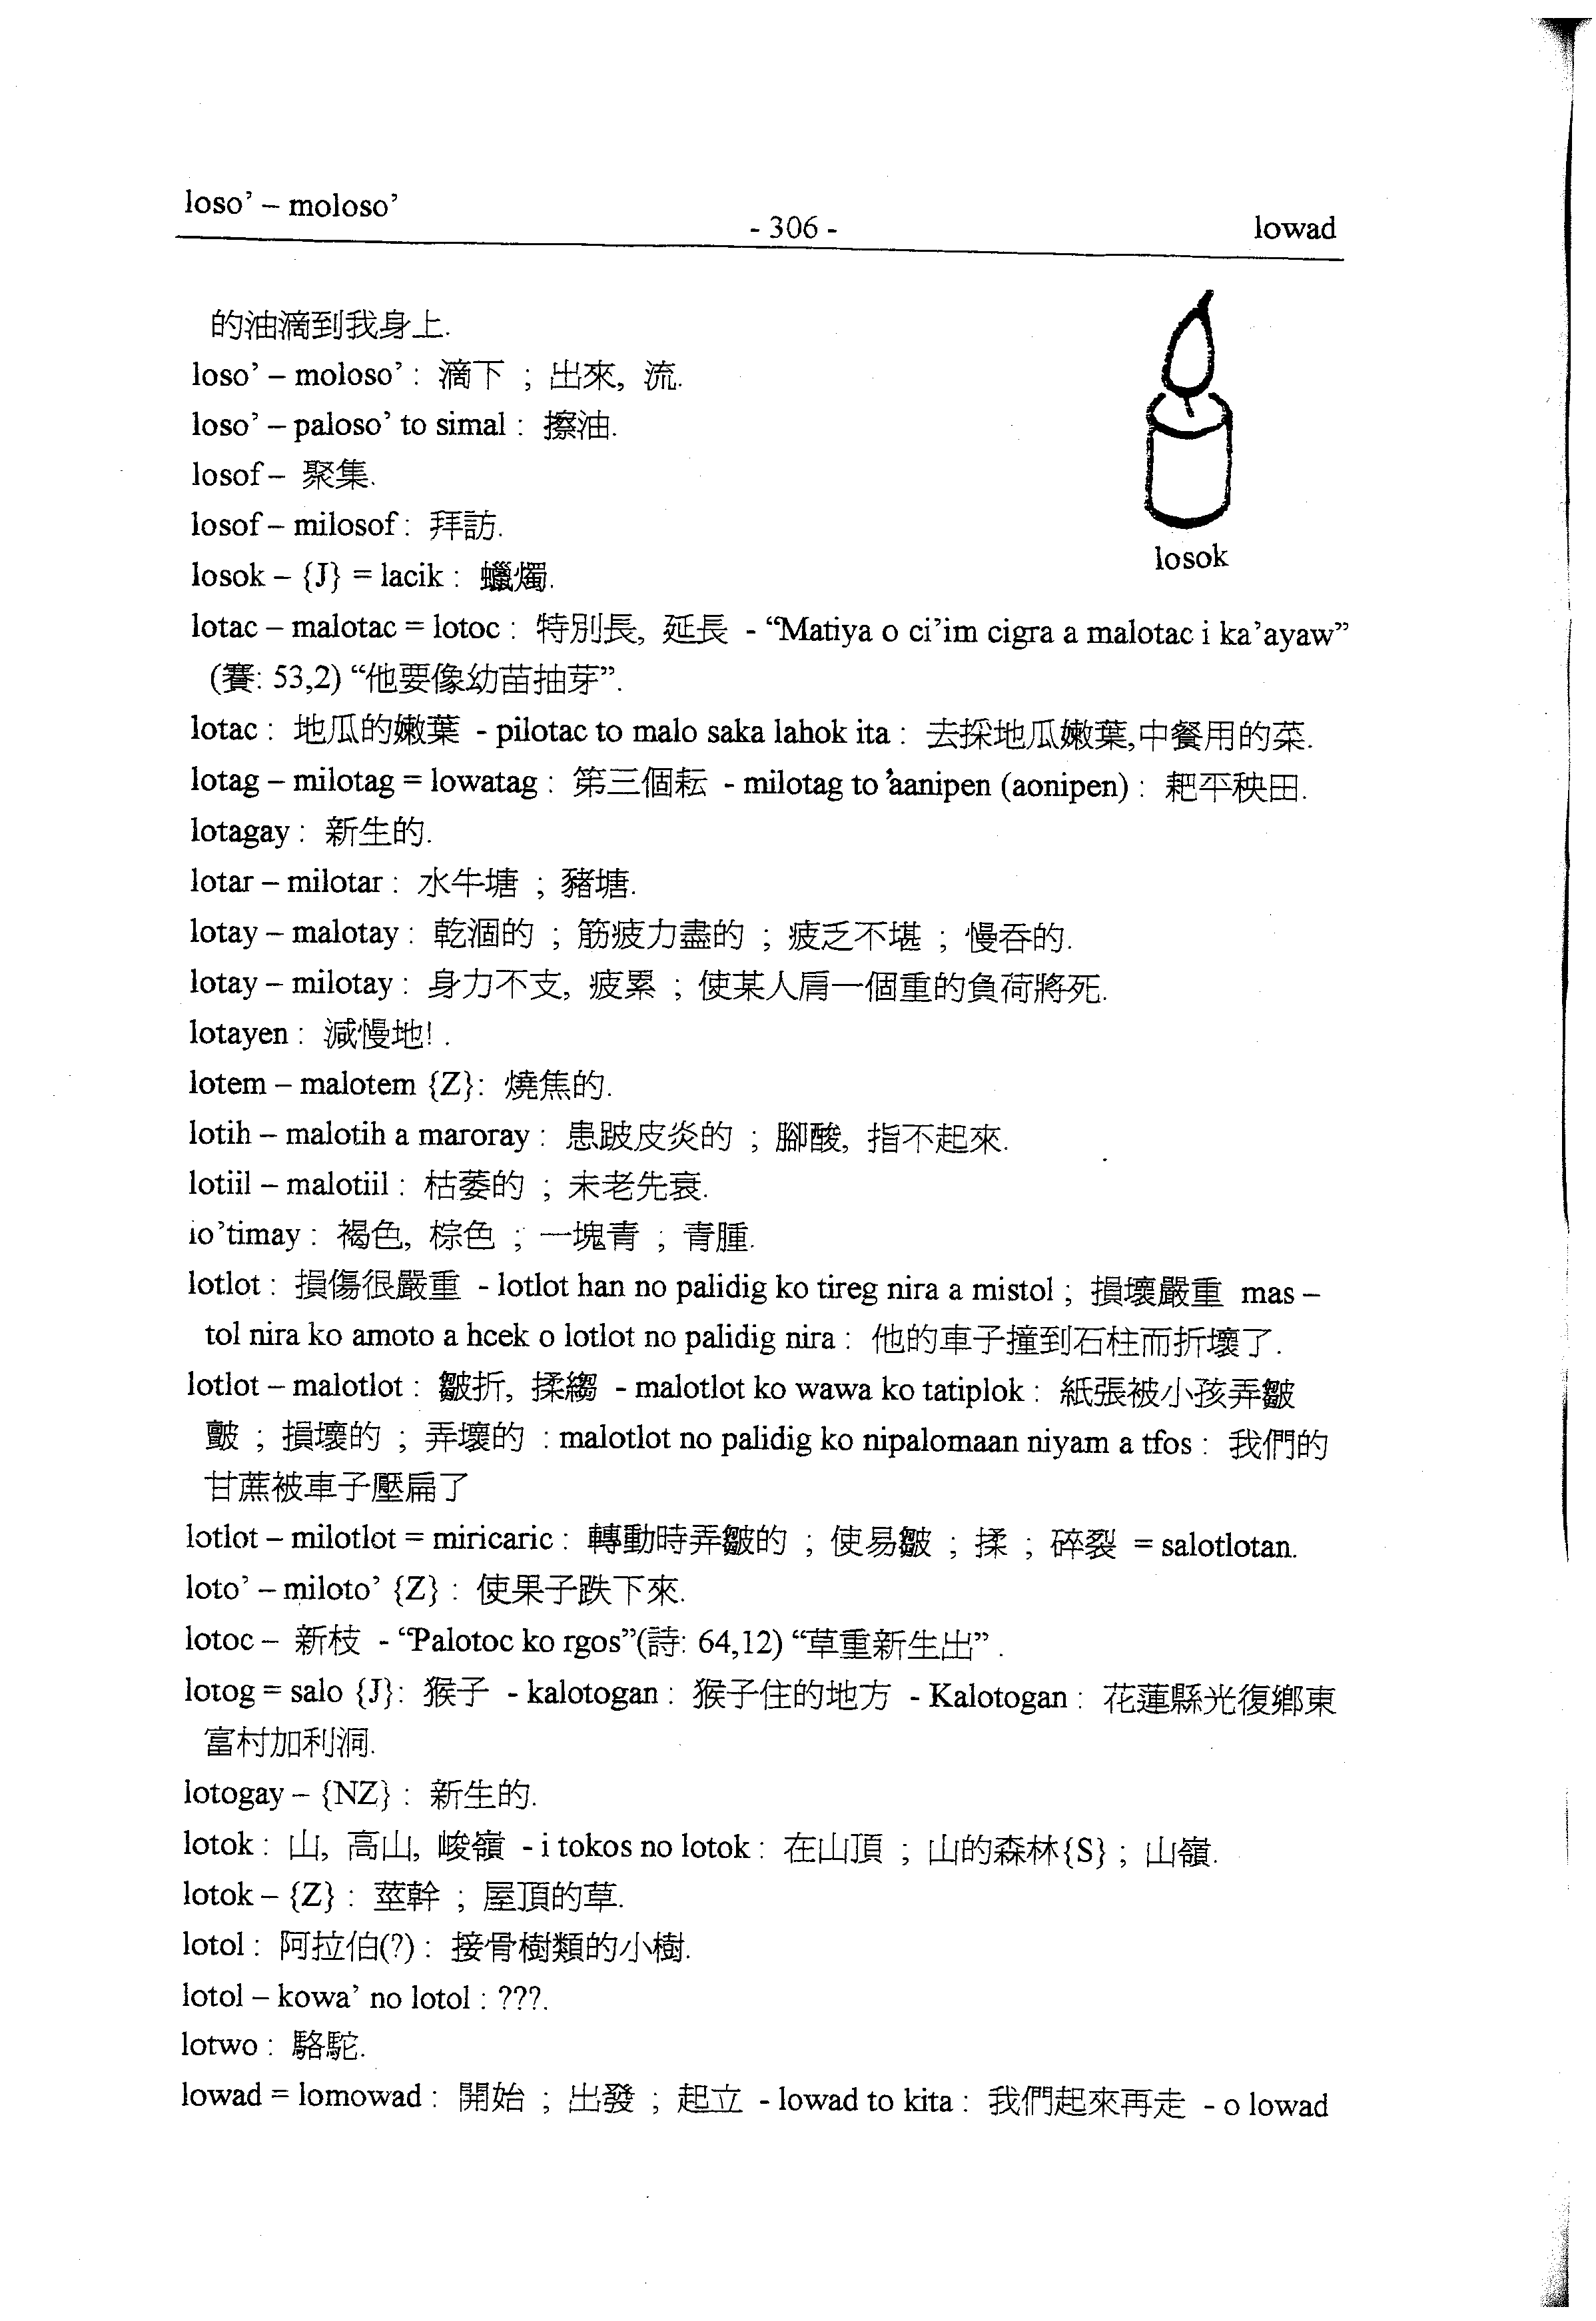 loso’ – moloso’
- 306 -
lowad
的油滴到我身上.
loso’ – moloso’ : 滴下 ; 出來, 流.
loso’ – paloso’ to simal : 擦油.
losof – 聚集.
losof – milosof : 拜訪.
losok – {J} = lacik : 蠟燭.
losok
lotac – malotac = lotoc : 特別長, 延長 - “Matiya o ci’im cigra a malotac i ka’ayaw”
(賽: 53,2) “他要像幼苗抽芽”.
lotac : 地瓜的嫩葉 - pilotac to malo saka lahok ita : 去採地瓜嫩葉,中餐用的菜.
lotag – milotag = lowatag : 第三個耘 - milotag to ’aanipen (aonipen) : 耙平秧田.
lotagay : 新生的.
lotar – milotar : 水牛塘 ; 豬塘.
lotay – malotay : 乾涸的 ; 筋疲力盡的 ; 疲乏不堪 ; 慢吞的.
lotay – milotay : 身力不支, 疲累 ; 使某人肩一個重的負荷將死.
lotayen : 減慢地! .
lotem – malotem {Z}: 燒焦的.
lotih – malotih a maroray : 患跛皮炎的 ; 腳酸, 指不起來.
lotiil – malotiil : 枯萎的 ; 未老先衰.
lo’timay : 褐色, 棕色 ; 一塊青 ; 青腫.
lotlot : 損傷很嚴重 - lotlot han no palidig ko tireg nira a mistol ; 損壞嚴重 mas –
tol nira ko amoto a hcek o lotlot no palidig nira : 他的車子撞到石柱而折壞了.
lotlot – malotlot : 皺折, 揉縐 - malotlot ko wawa ko tatiplok : 紙張被小孩弄皺
皺 ; 損壞的 ; 弄壞的 : malotlot no palidig ko nipalomaan niyam a tfos : 我們的
甘蔗被車子壓扁了
lotlot – milotlot = miricaric : 轉動時弄皺的 ; 使易皺 ; 揉 ; 碎裂 = salotlotan.
loto’ – miloto’ {Z} : 使果子跌下來.
lotoc – 新枝 - “Palotoc ko rgos”(詩: 64,12) “草重新生出” .
lotog = salo {J}: 猴子 - kalotogan : 猴子住的地方 - Kalotogan : 花蓮縣光復鄉東
富村加利洞.
lotogay – {NZ} : 新生的.
lotok : 山, 高山, 峻嶺 - i tokos no lotok : 在山頂 ; 山的森林{S} ; 山嶺.
lotok – {Z} : 莖幹 ; 屋頂的草.
lotol : 阿拉伯(?) : 接骨樹類的小樹.
lotol – kowa’ no lotol : ???.
lotwo : 駱駝.
lowad = lomowad : 開始 ; 出發 ; 起立 - lowad to kita : 我們起來再走 - o lowad